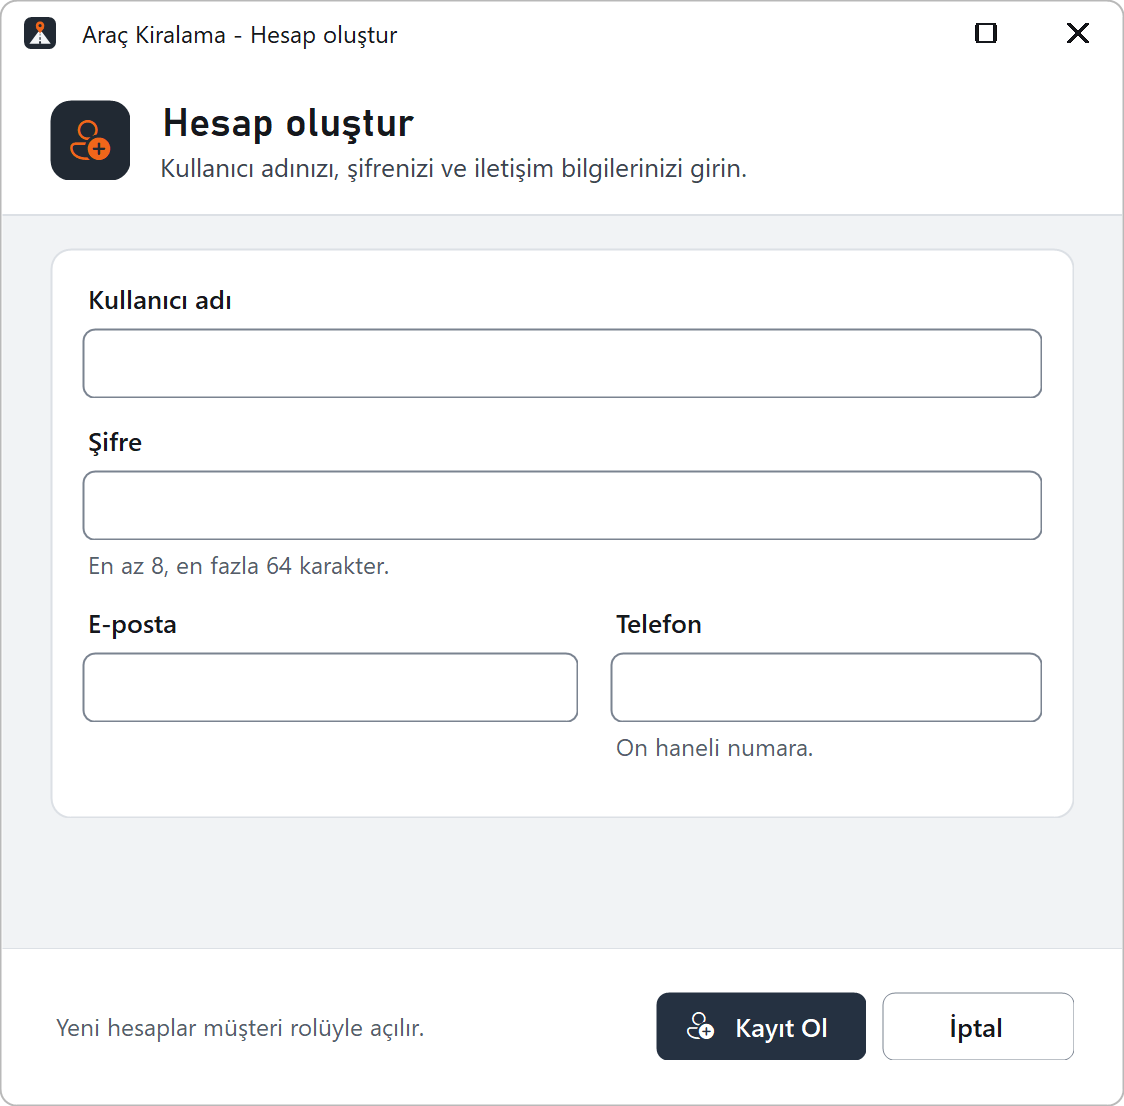 Araç Kiralama - Hesap oluştur
Hesap oluştur
Kullanıcı adınızı, şifrenizi ve iletişim bilgilerinizi girin.
Kullanıcı adı
Şifre
En az 8, en fazla 64 karakter.
E-posta
Telefon
On haneli numara.
Yeni hesaplar müşteri rolüyle açılır.
Kayıt Ol
İptal